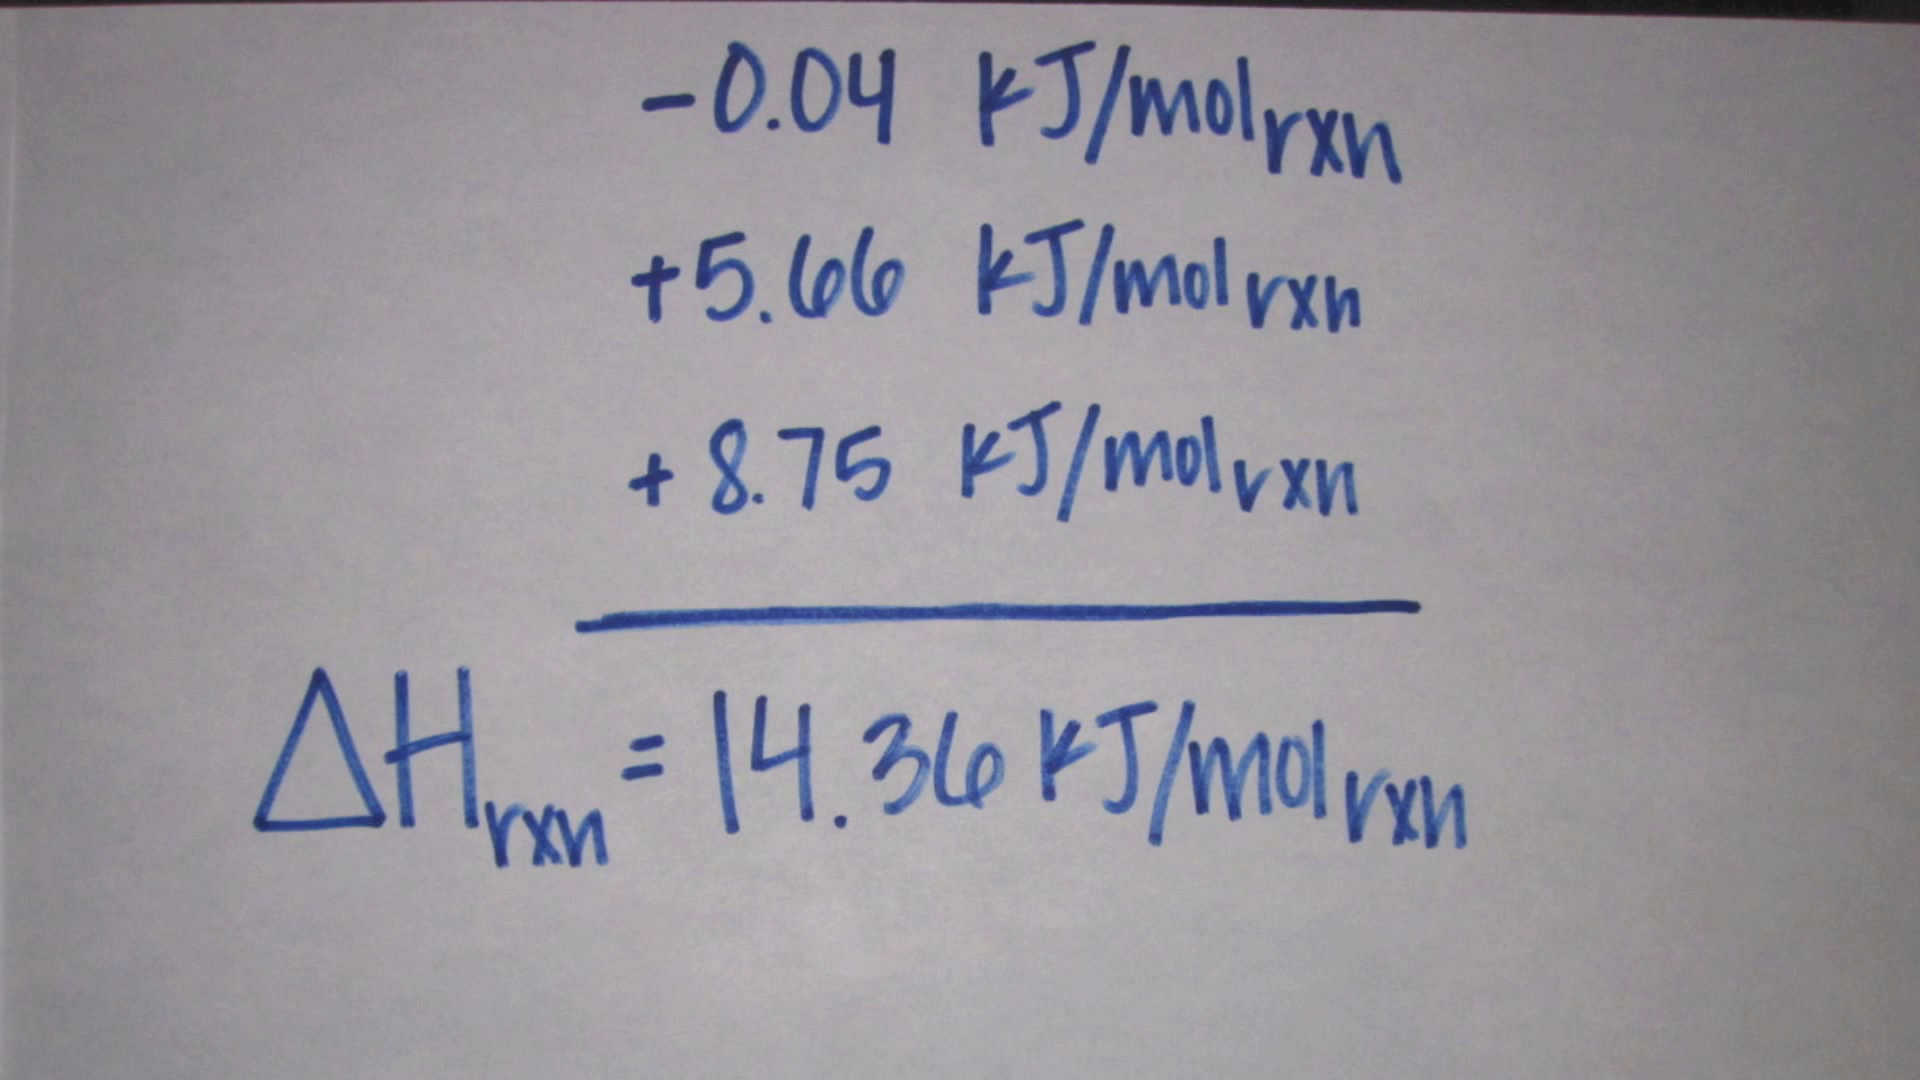 -0.04 kJ/molrxn
+5.66 kJ/molrxn
+8.75 kJ/molrxn
ΔHrxn = 14.36 kJ/molrxn